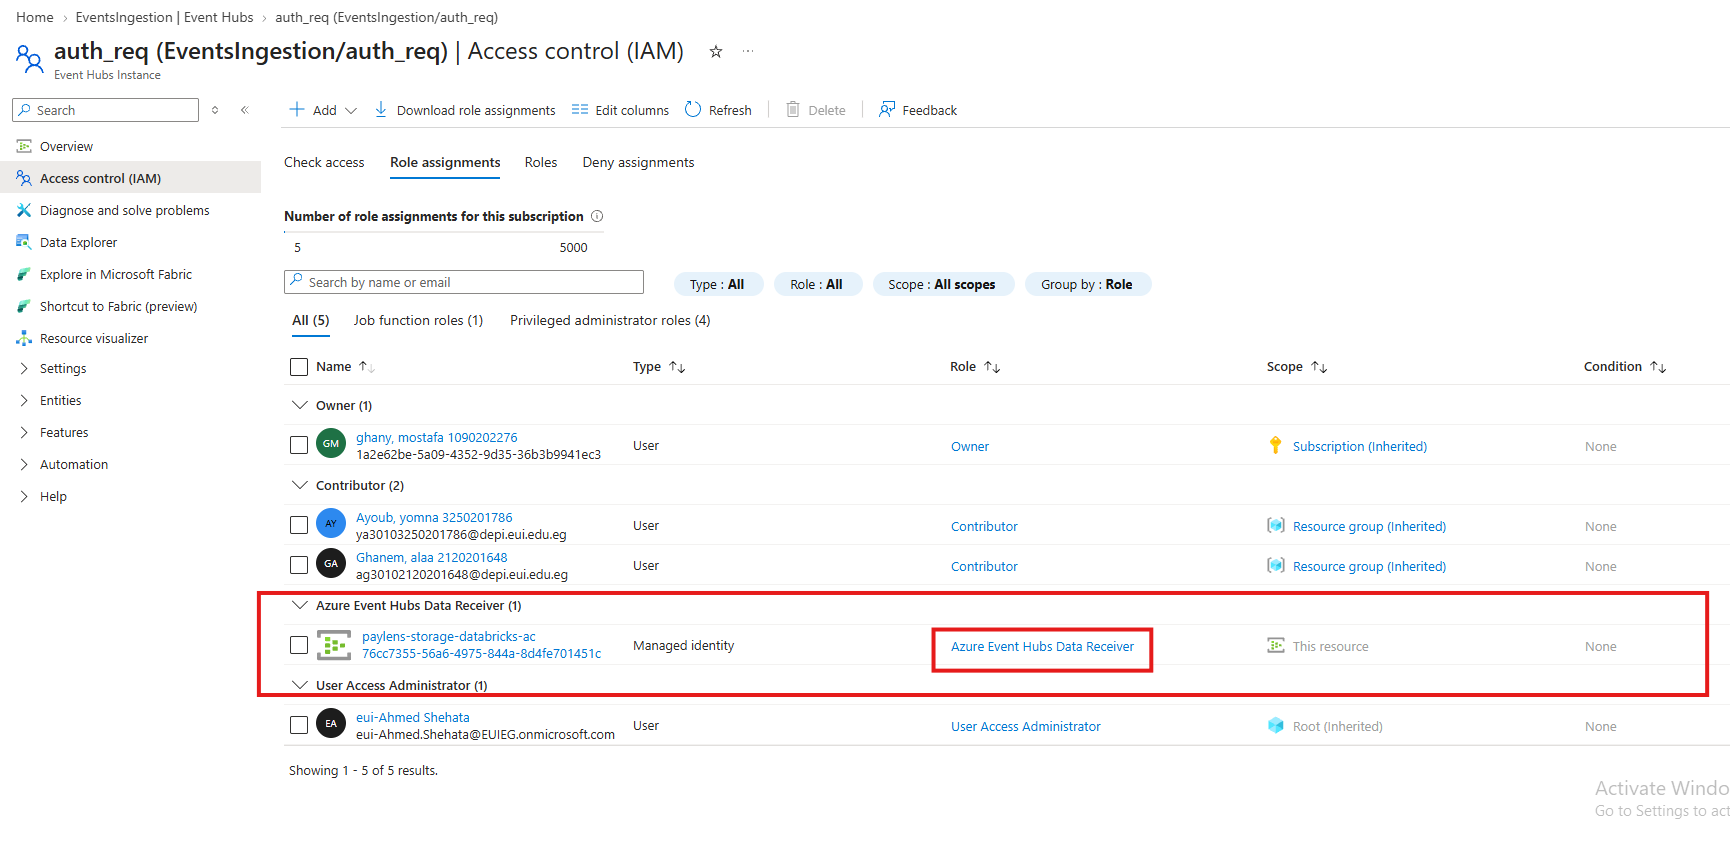 Home > EventsIngestion | Event Hubs > auth_req (EventsIngestion/auth_req)
auth_req (EventsIngestion/auth_req) | Access control (IAM)
Event Hubs Instance
Search
Add
Download role assignments
Edit columns
Refresh
Delete
Feedback
Overview
Access control (IAM)
Diagnose and solve problems
Data Explorer
Explore in Microsoft Fabric
Shortcut to Fabric (preview)
Resource visualizer
Settings
Entities
Features
Automation
Help
Check access Role assignments Roles Deny assignments
Number of role assignments for this subscription
5 5000
Search by name or email
Type : All
Role : All
Scope : All scopes
Group by : Role
All (5) Job function roles (1) Privileged administrator roles (4)
Name Type Role Scope Condition
Owner (1)
GM ghany, mostafa 1090202276
1a2e62be-5a09-4352-9d35-36b3b9941ec3
User Owner Subscription (Inherited) None
Contributor (2)
AY Ayoub, yomna 3250201786
ya30103250201786@depi.eui.edu.eg
User Contributor Resource group (Inherited) None
GA Ghanem, alaa 2120201648
ag30102120201648@depi.eui.edu.eg
User Contributor Resource group (Inherited) None
Azure Event Hubs Data Receiver (1)
paylens-storage-databricks-ac
76cc7355-56a6-4975-844a-8d4fe701451c
Managed identity Azure Event Hubs Data Receiver This resource None
User Access Administrator (1)
EA eui-Ahmed Shehata
eui-Ahmed.Shehata@EUIEG.onmicrosoft.com
User User Access Administrator Root (Inherited) None
Showing 1 - 5 of 5 results.
Activate Windo
Go to Settings to act